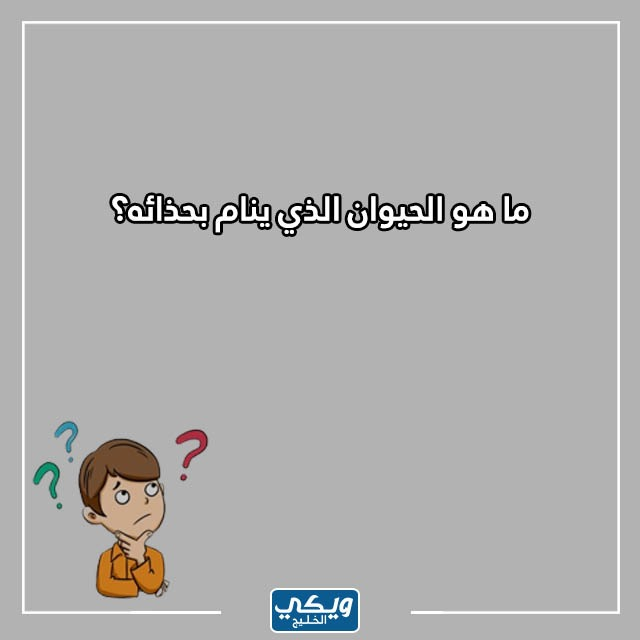 ما هو الحيوان الذي ينام بحذائه؟
? ? ?
ويكي
الخليج